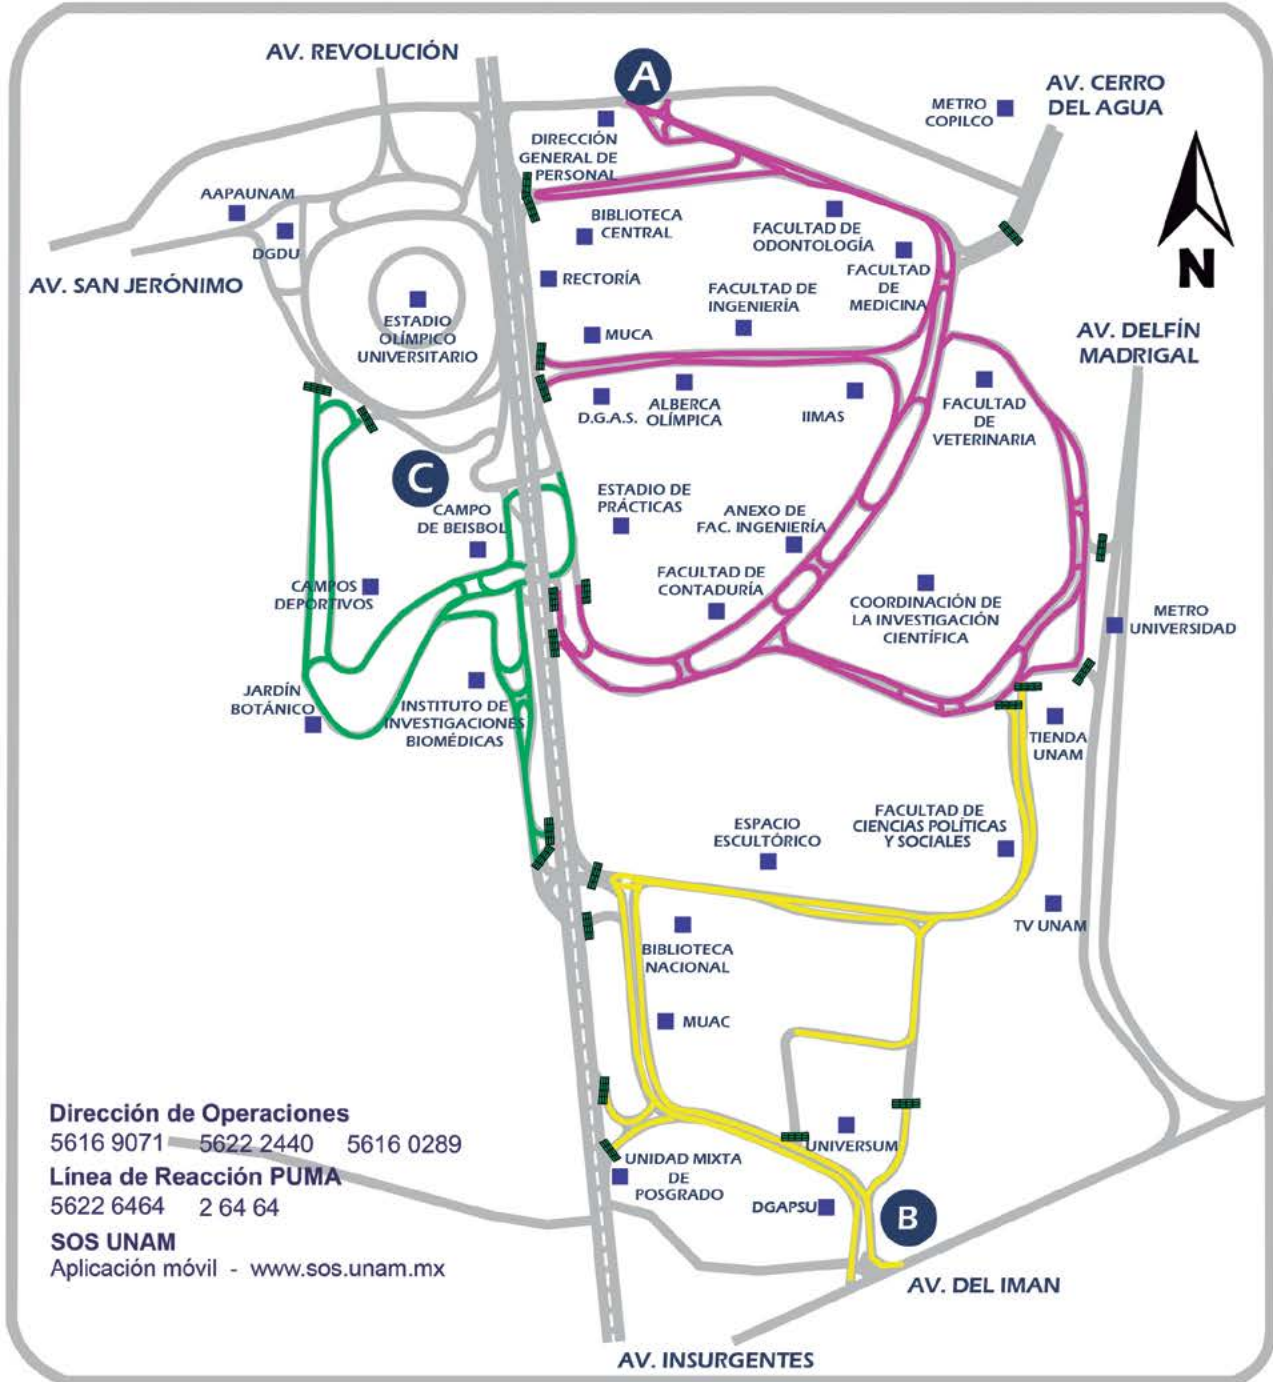 AV. REVOLUCIÓN
A
AV. CERRO
DEL AGUA
METRO
COPILCO
DIRECCIÓN
GENERAL DE
PERSONAL
AAPAUNAM
DGDU
BIBLIOTECA
CENTRAL
FACULTAD DE
ODONTOLOGÍA
FACULTAD
DE
MEDICINA
N
AV. SAN JERÓNIMO
RECTORÍA
FACULTAD DE
INGENIERÍA
ESTADIO
OLÍMPICO
UNIVERSITARIO
MUCA
AV. DELFÍN
MADRIGAL
D.G.A.S.
ALBERCA
OLÍMPICA
IIMAS
FACULTAD
DE
VETERINARIA
C
CAMPO
DE BEISBOL
ESTADIO DE
PRÁCTICAS
ANEXO DE
FAC. INGENIERÍA
CAMPOS
DEPORTIVOS
FACULTAD DE
CONTADURÍA
COORDINACIÓN DE
LA INVESTIGACIÓN
CIENTÍFICA
METRO
UNIVERSIDAD
JARDÍN
BOTÁNICO
INSTITUTO DE
INVESTIGACIONES
BIOMÉDICAS
TIENDA
UNAM
ESPACIO
ESCULTÓRICO
FACULTAD DE
CIENCIAS POLÍTICAS
Y SOCIALES
TV UNAM
BIBLIOTECA
NACIONAL
MUAC
UNIVERSUM
UNIDAD MIXTA
DE
POSGRADO
DGAPSU
B
Dirección de Operaciones
5616 9071 5622 2440 5616 0289
Línea de Reacción PUMA
5622 6464 2 64 64
SOS UNAM
Aplicación móvil - www.sos.unam.mx
AV. DEL IMAN
AV. INSURGENTES